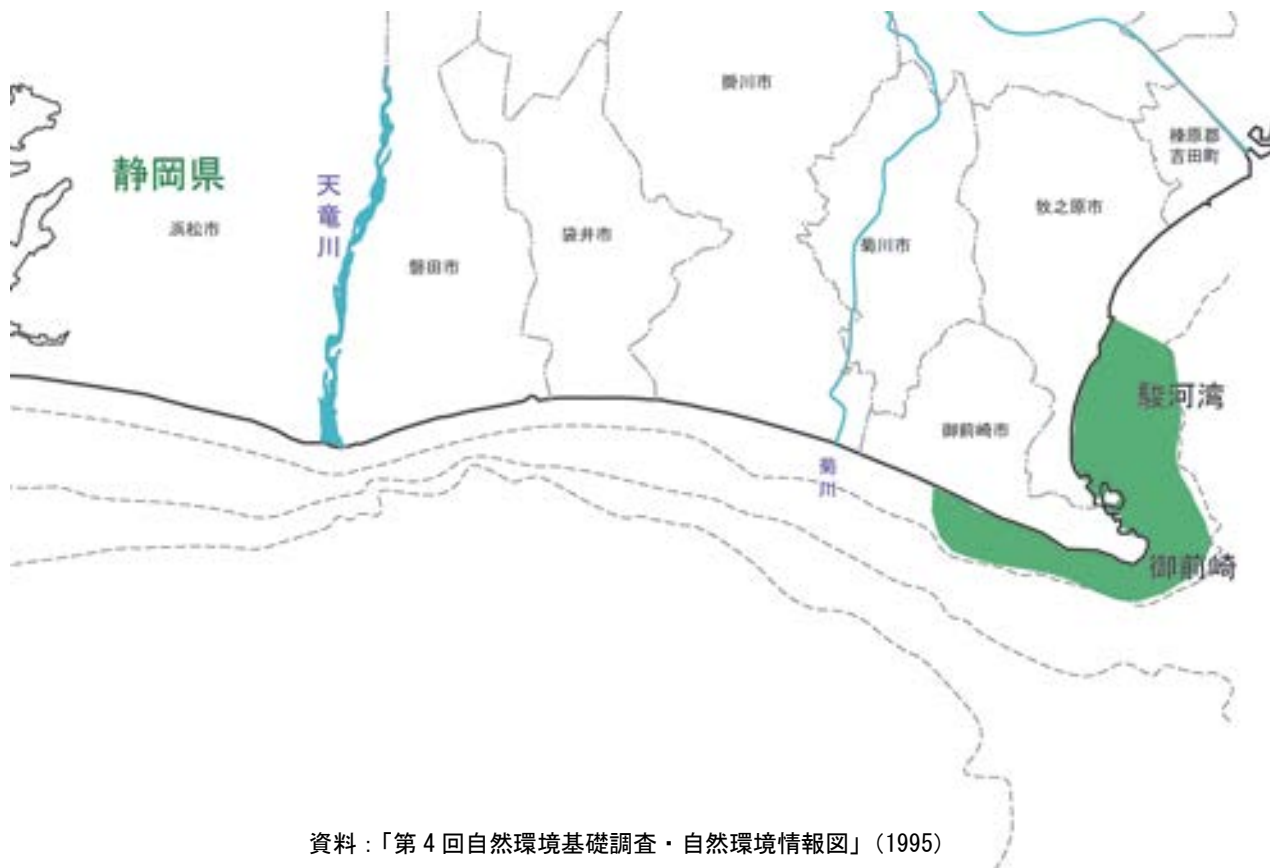 掛川市
榛原郡
吉田町
静岡県
天竜川
牧之原市
浜松市
袋井市
菊川市
磐田市
駿河湾
御前崎市
菊川
御前崎
資料:「第4回自然環境基礎調査・自然環境情報図」(1995)